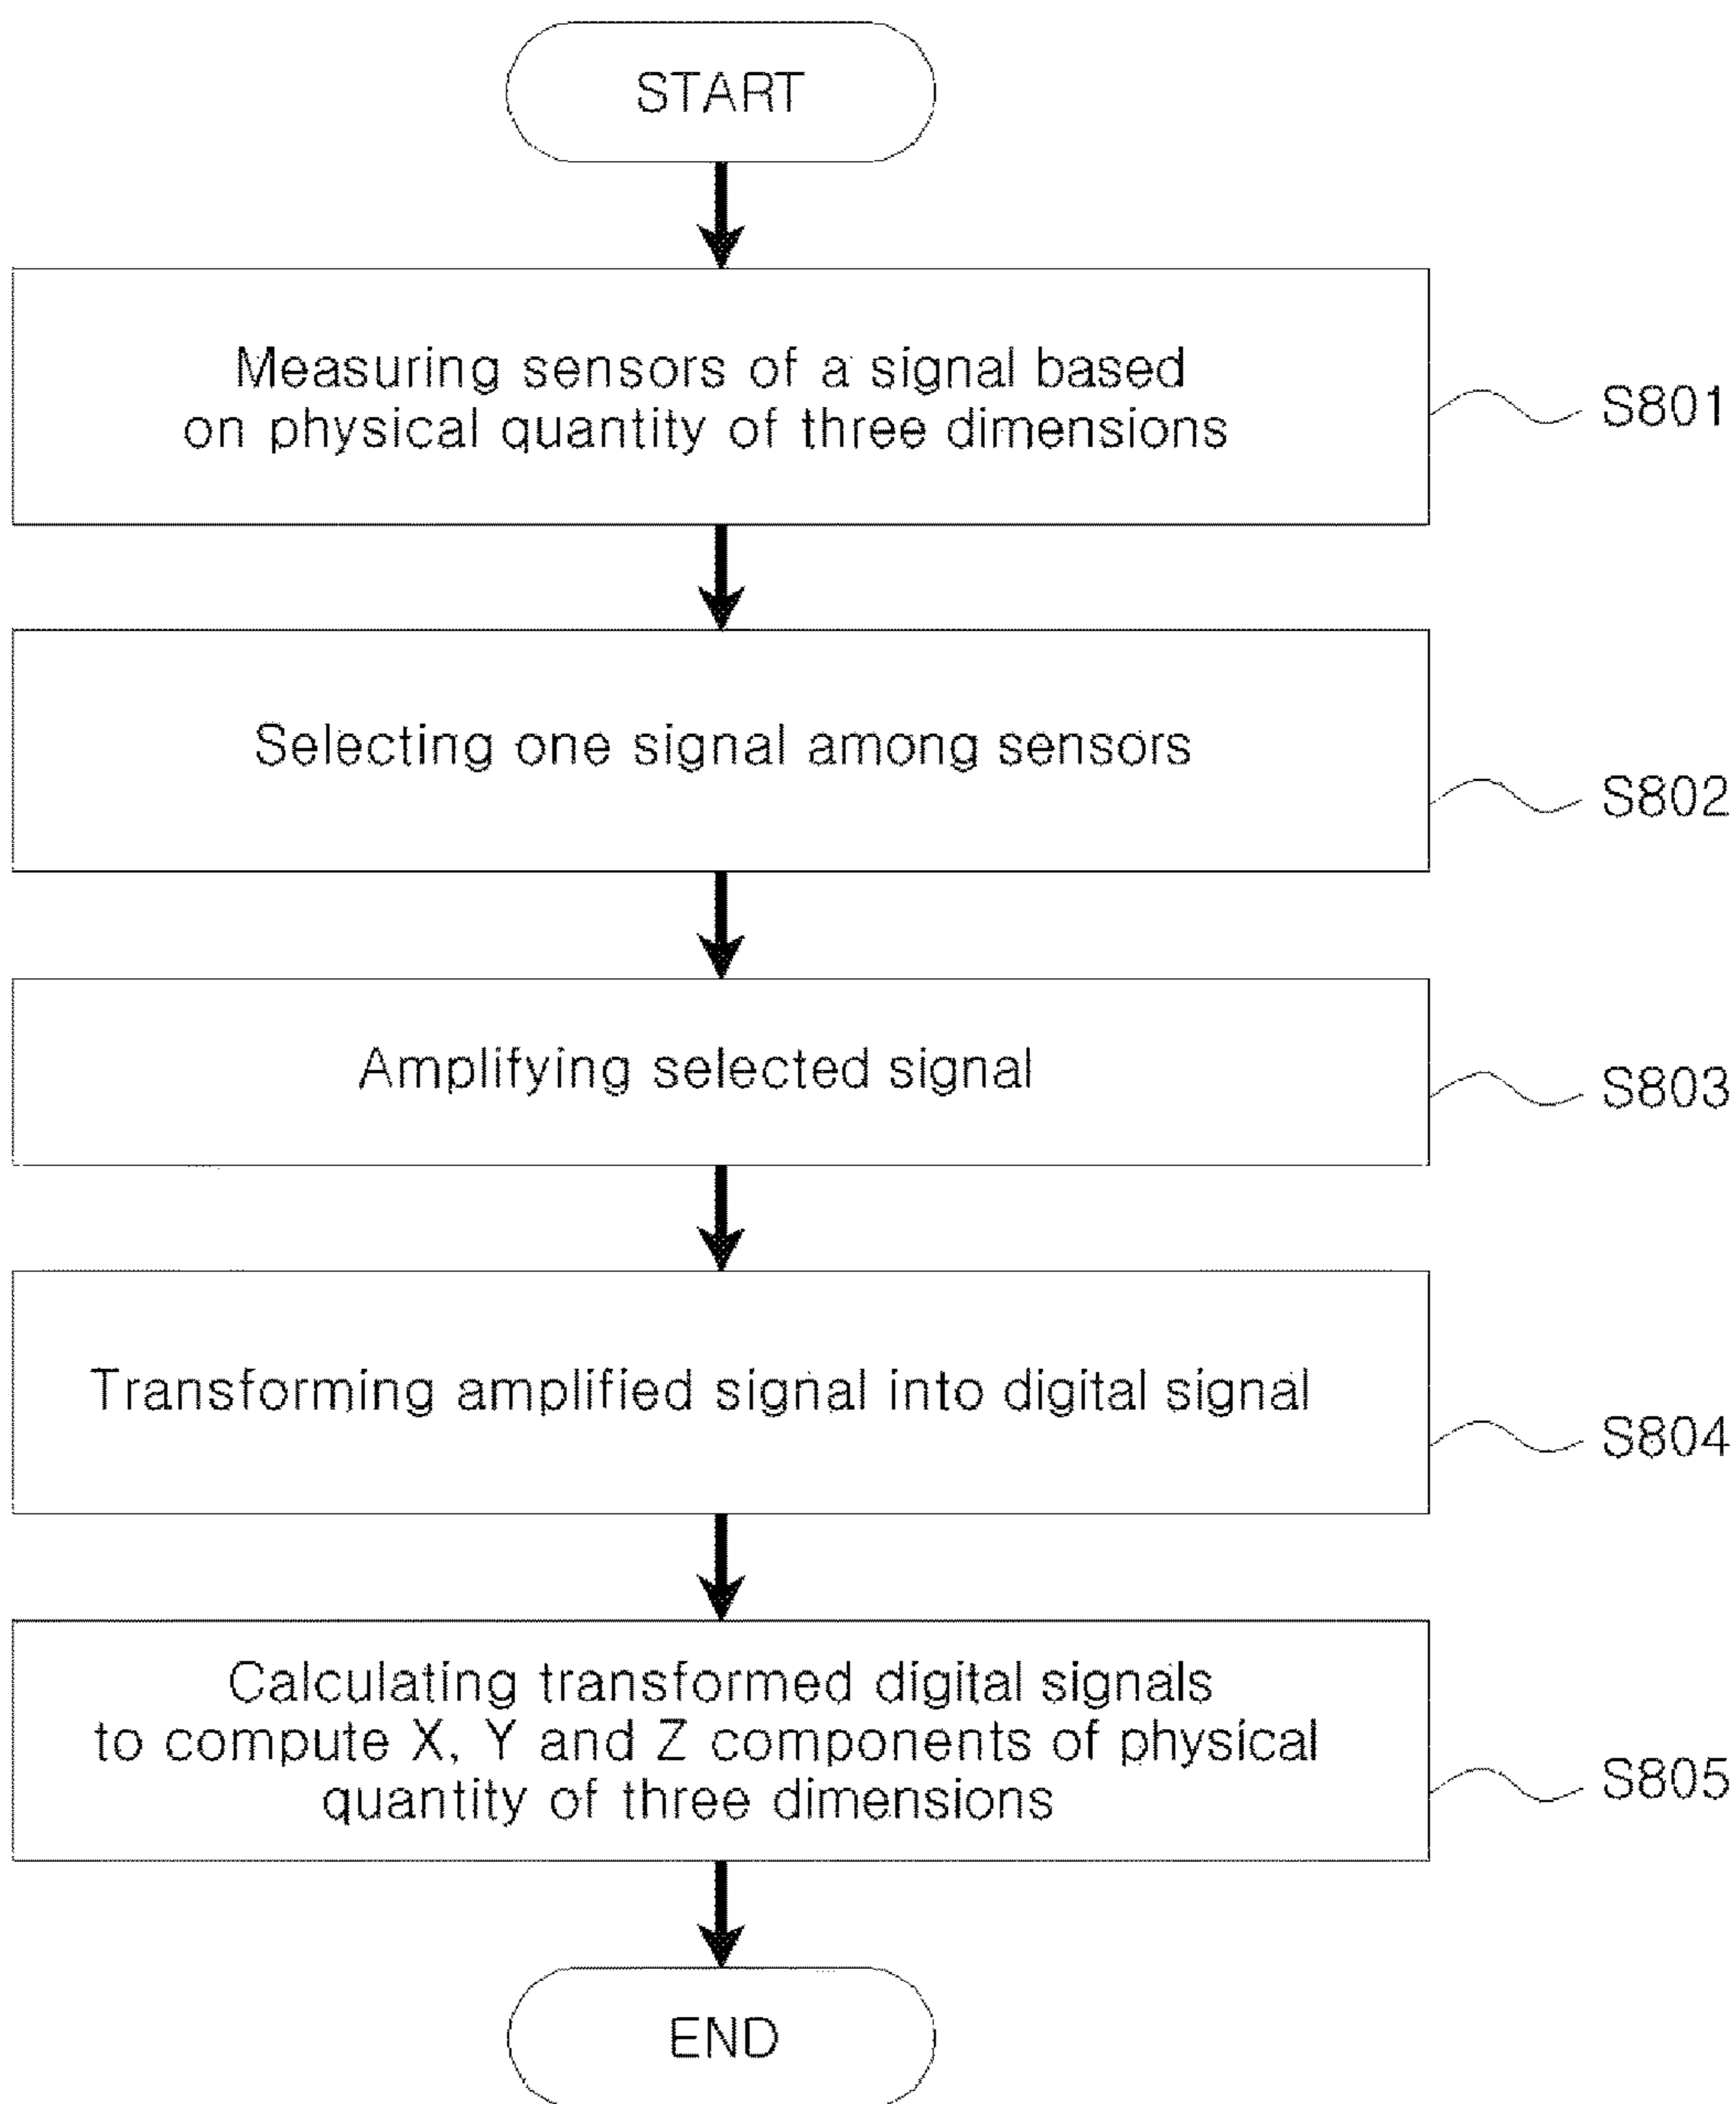 START
Measuring sensors of a signal based
on physical quantity of three dimensions
S801
Selecting one signal among sensors
S802
Amplifying selected signal
S803
Transforming amplified signal into digital signal
S804
Calculating transformed digital signals
to compute X, Y and Z components of physical
quantity of three dimensions
S805
END